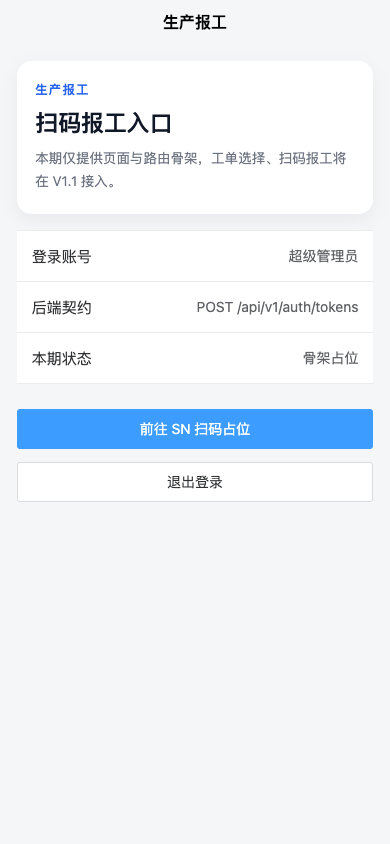 生产报工
生产报工
扫码报工入口
本期仅提供页面与路由骨架，工单选择、扫码报工将
在 V1.1 接入。
登录账号 超级管理员
后端契约 POST /api/v1/auth/tokens
本期状态 骨架占位
前往 SN 扫码占位
退出登录